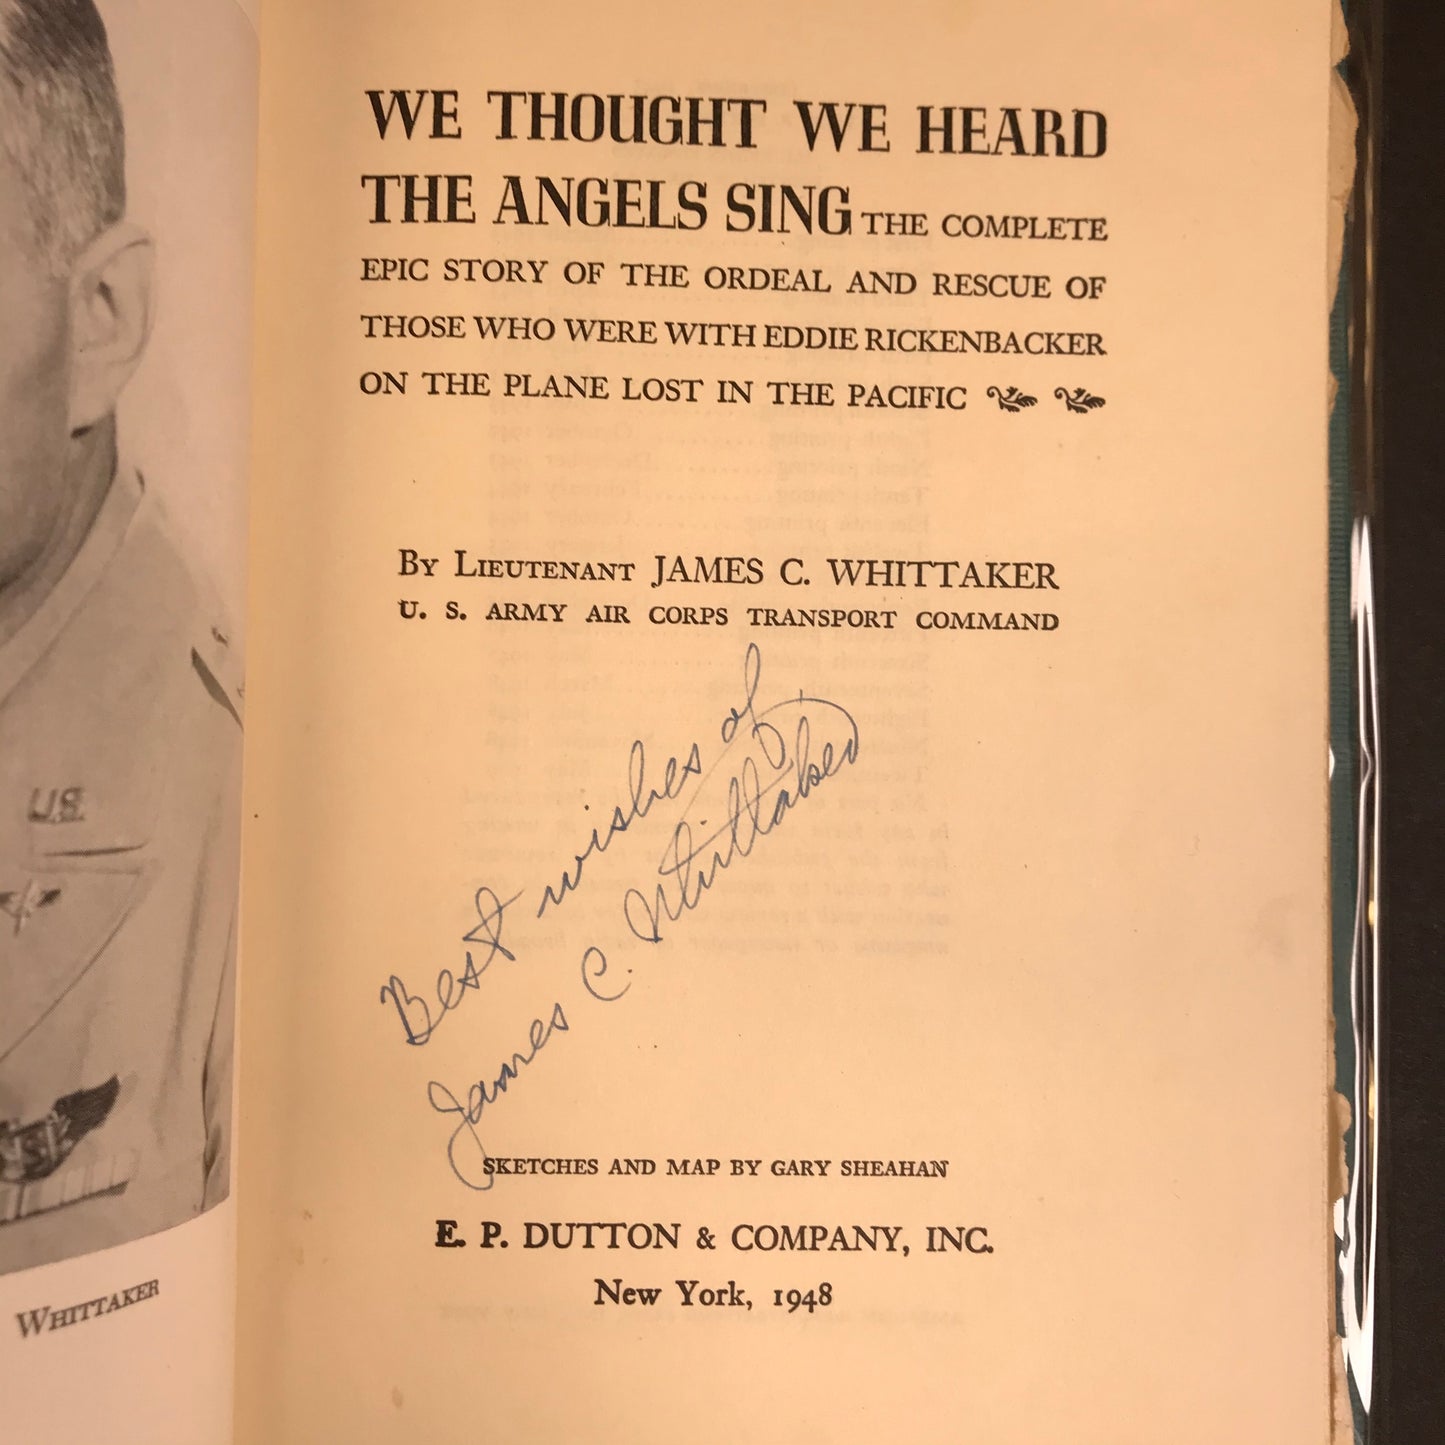 WE THOUGHT WE HEARD
THE ANGELS SING THE COMPLETE
EPIC STORY OF THE ORDEAL AND RESCUE OF
THOSE WHO WERE WITH EDDIE RICKENBACKER
ON THE PLANE LOST IN THE PACIFIC
By Lieutenant JAMES C. WHITTAKER
U. S. ARMY AIR CORPS TRANSPORT COMMAND
Best wishes of
James C. Whittaker
SKETCHES AND MAP BY GARY SHEAHAN
E. P. DUTTON & COMPANY, INC.
New York, 1948
U.S.
WHITTAKER